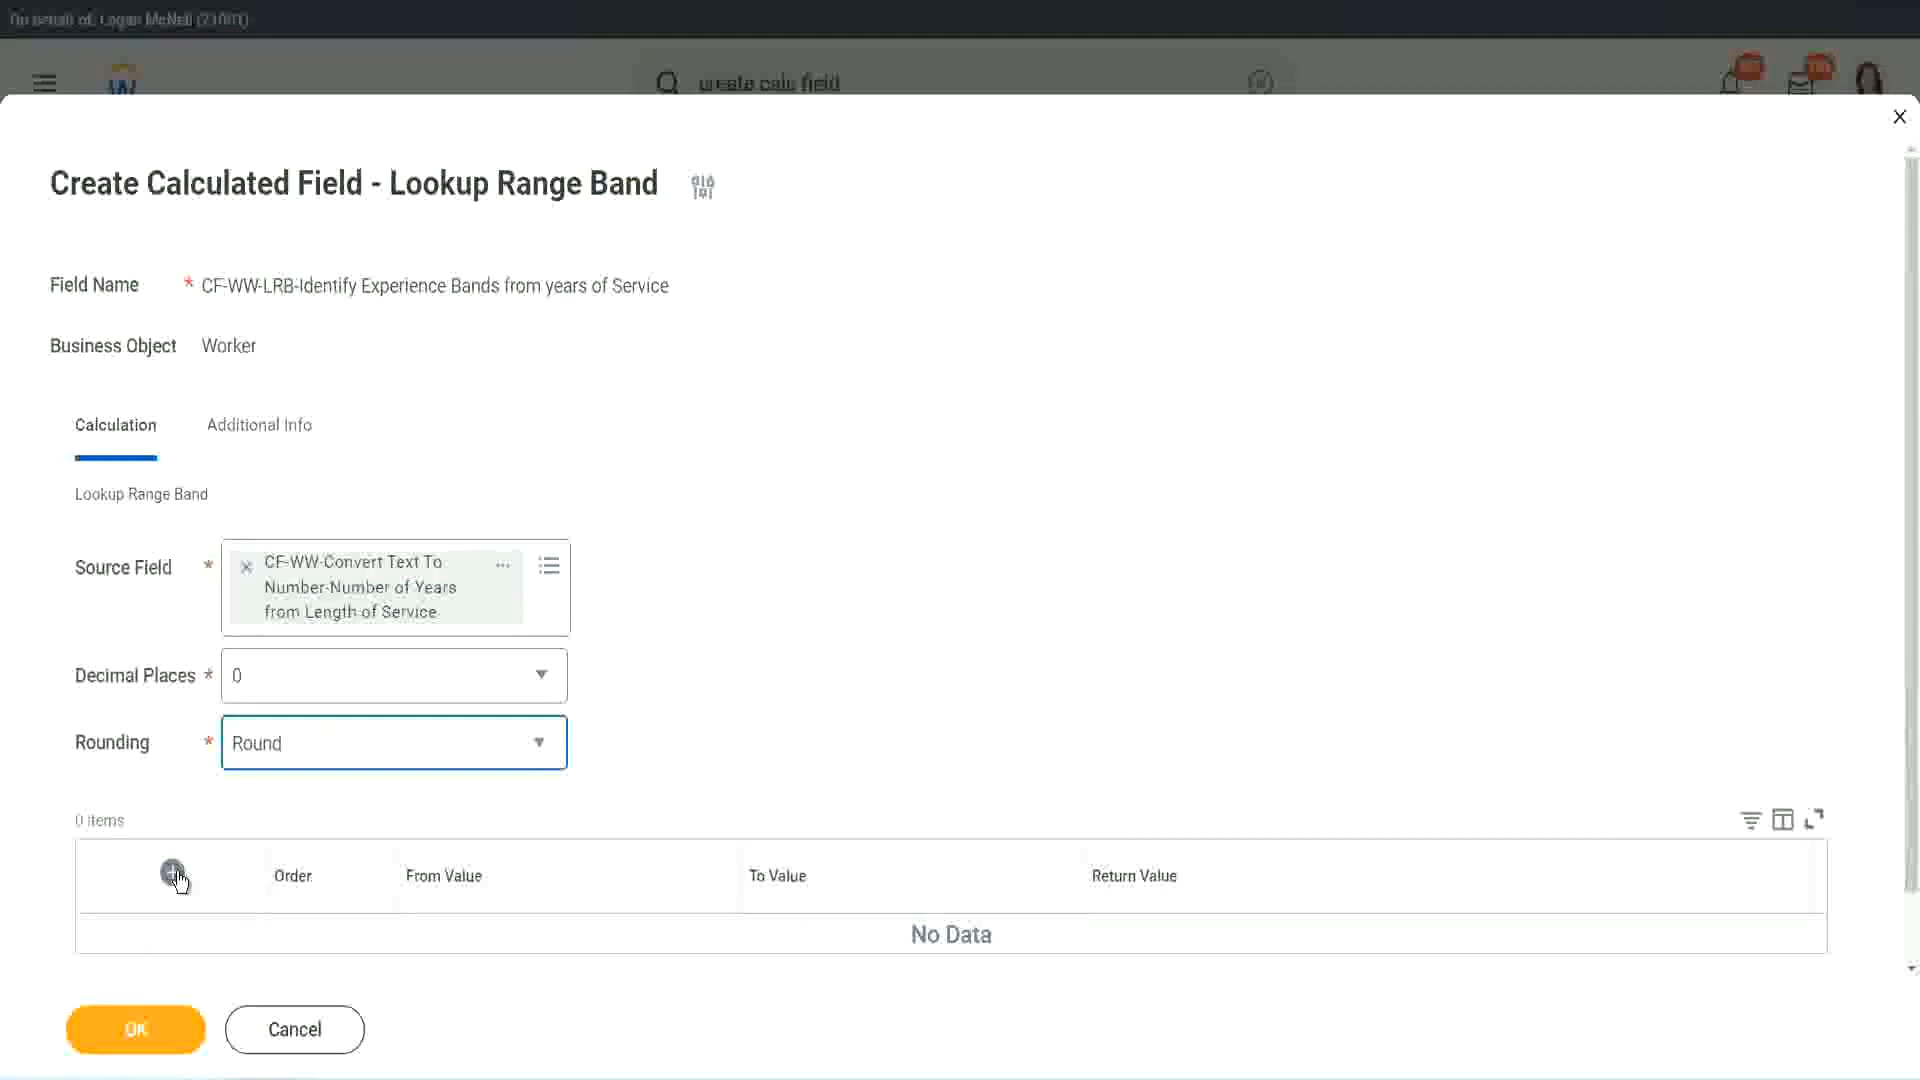 On behalf of: Logan McNeil
create calc field
Create Calculated Field - Lookup Range Band
Field Name * CF-WW-LRB-Identify Experience Bands from years of Service
Business Object Worker
Calculation Additional Info
Lookup Range Band
Source Field * CF-WW-Convert Text To
Number-Number of Years
from Length of Service
Decimal Places * 0
Rounding * Round
0 items
Order From Value To Value Return Value
No Data
OK Cancel